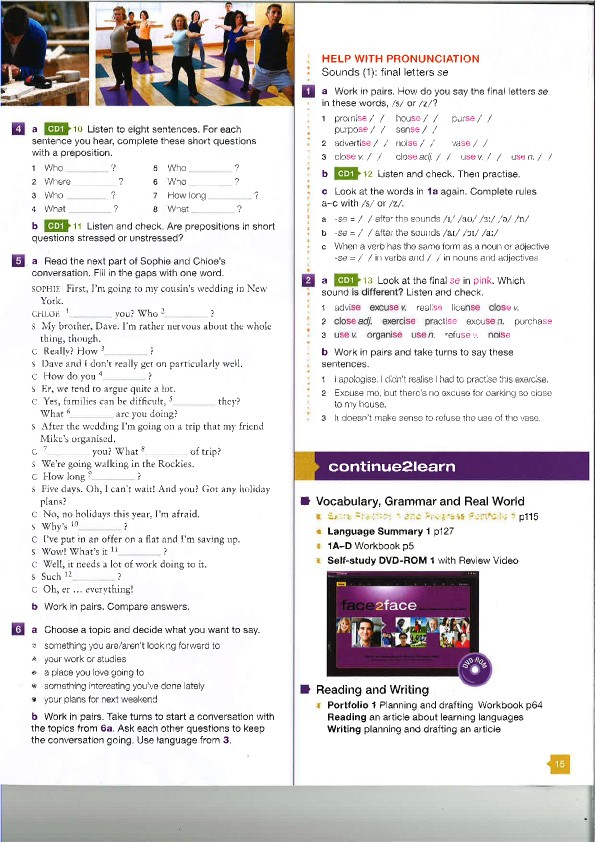 4 a CD1 10 Listen to eight sentences. For each
sentence you hear, complete these short questions
with a preposition.
1 Who ________ ?
2 Where ________ ?
3 Who ________ ?
4 What ________ ?
5 Who ________ ?
6 Who ________ ?
7 How long ________ ?
8 What ________ ?
b CD1 11 Listen and check. Are prepositions in short
questions stressed or unstressed?
5 a Read the next part of Sophie and Chloe's
conversation. Fill in the gaps with one word.
SOPHIE First, I'm going to my cousin's wedding in New
York.
CHLOE 1________ you? Who 2________ ?
S My brother, Dave. I'm rather nervous about the whole
thing, though.
C Really? How 3________ ?
S Dave and I don't really get on particularly well.
C How do you 4________ ?
S Er, we tend to argue quite a lot.
C Yes, families can be difficult, 5________ they?
What 6________ are you doing?
S After the wedding I'm going on a trip that my friend
Mike's organised.
C 7________ you? What 8________ of trip?
S We're going walking in the Rockies.
C How long 9________ ?
S Five days. Oh, I can't wait! And you? Got any holiday
plans?
C No, no holidays this year, I'm afraid.
S Why's 10________ ?
C I've put in an offer on a flat and I'm saving up.
S Wow! What's it 11________ ?
C Well, it needs a lot of work doing to it.
S Such 12________ ?
C Oh, er ... everything!
b Work in pairs. Compare answers.
6 a Choose a topic and decide what you want to say.
something you are/aren't looking forward to
your work or studies
a place you love going to
something interesting you've done lately
your plans for next weekend
b Work in pairs. Take turns to start a conversation with
the topics from 6a. Ask each other questions to keep
the conversation going. Use language from 3.
HELP WITH PRONUNCIATION
Sounds (1): final letters se
1 a Work in pairs. How do you say the final letters se
in these words, /s/ or /z/?
1 promise / / house / / purse / /
purpose / / sense / /
2 advertise / / noise / / vase / /
3 close v. / / close adj. / / use v. / / use n. / /
b CD1 12 Listen and check. Then practise.
c Look at the words in 1a again. Complete rules
a–c with /s/ or /z/.
a -se = / / after the sounds /ɪ/ /aʊ/ /ɜː/ /ə/ /n/
b -se = / / after the sounds /aɪ/ /ɔɪ/ /ɑː/
c When a verb has the same form as a noun or adjective
-se = / / in verbs and / / in nouns and adjectives
2 a CD1 13 Look at the final se in pink. Which
sound is different? Listen and check.
1 advise excuse v. realise license close v.
2 close adj. exercise practise excuse n. purchase
3 use v. organise use n. refuse v. noise
b Work in pairs and take turns to say these
sentences.
1 I apologise. I didn't realise I had to practise this exercise.
2 Excuse me, but there's no excuse for parking so close
to my house.
3 It doesn't make sense to refuse the use of the vase.
continue2learn
Vocabulary, Grammar and Real World
Extra Practice 1 and Progress Portfolio 1 p115
Language Summary 1 p127
1A–D Workbook p5
Self-study DVD-ROM 1 with Review Video
face2face
DVD-ROM
Reading and Writing
Portfolio 1 Planning and drafting Workbook p64
Reading an article about learning languages
Writing planning and drafting an article
15